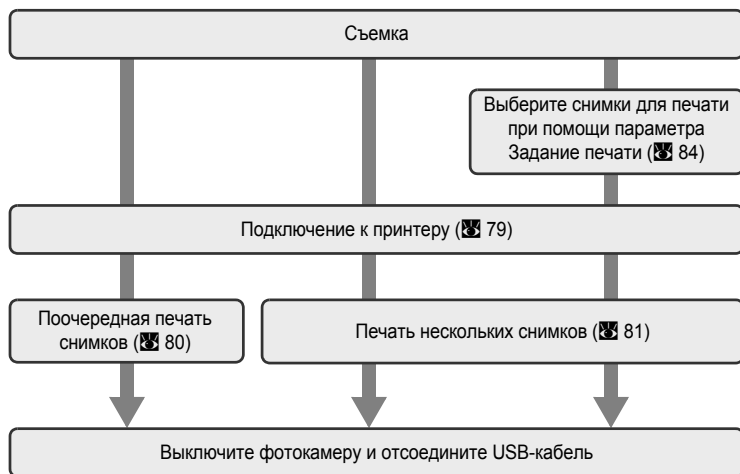 Съемка
Выберите снимки для печати
при помощи параметра
Задание печати ( 84)
Подключение к принтеру ( 79)
Поочередная печать
снимков ( 80)
Печать нескольких снимков ( 81)
Выключите фотокамеру и отсоедините USB-кабель